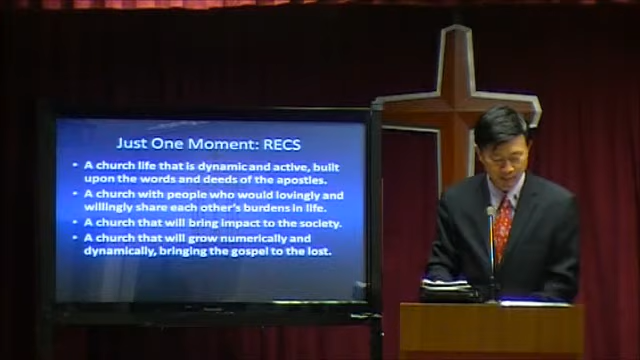 Just One Moment: RECS
• A church life that is dynamic and active, built
upon the words and deeds of the apostles.
• A church with people who would lovingly and
willingly share each other's burdens in life.
• A church that will bring impact to the society.
• A church that will grow numerically and
dynamically, bringing the gospel to the lost.